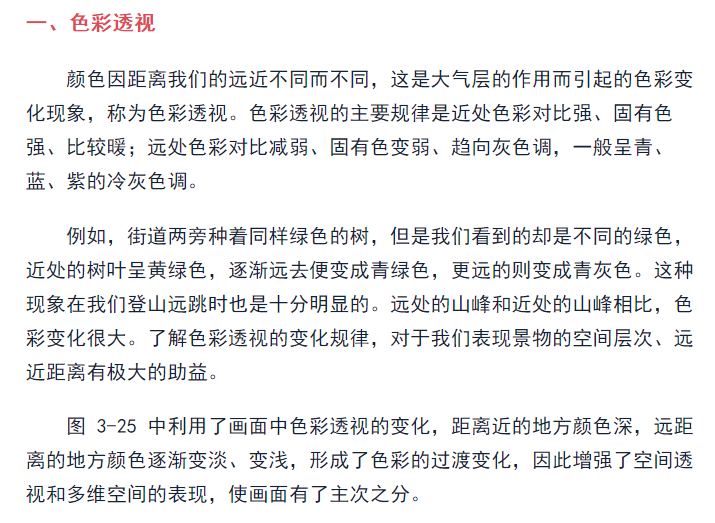 一、色彩透视
颜色因距离我们的远近不同而不同，这是大气层的作用而引起的色彩变
化现象，称为色彩透视。色彩透视的主要规律是近处色彩对比强、固有色
强、比较暖；远处色彩对比减弱、固有色变弱、趋向灰色调，一般呈青、
蓝、紫的冷灰色调。
例如，街道两旁种着同样绿色的树，但是我们看到的却是不同的绿色，
近处的树叶呈黄绿色，逐渐远去便变成青绿色，更远的则变成青灰色。这种
现象在我们登山远跳时也是十分明显的。远处的山峰和近处的山峰相比，色
彩变化很大。了解色彩透视的变化规律，对于我们表现景物的空间层次、远
近距离有极大的助益。
图 3-25 中利用了画面中色彩透视的变化，距离近的地方颜色深，远距
离的地方颜色逐渐变淡、变浅，形成了色彩的过渡变化，因此增强了空间透
视和多维空间的表现，使画面有了主次之分。